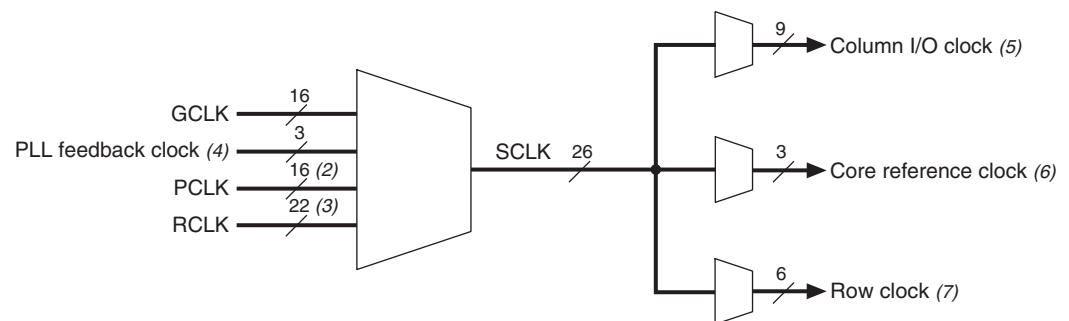 GCLK 16
PLL feedback clock (4) 3
PCLK 16 (2)
RCLK 22 (3)
SCLK 26
9 Column I/O clock (5)
3 Core reference clock (6)
6 Row clock (7)